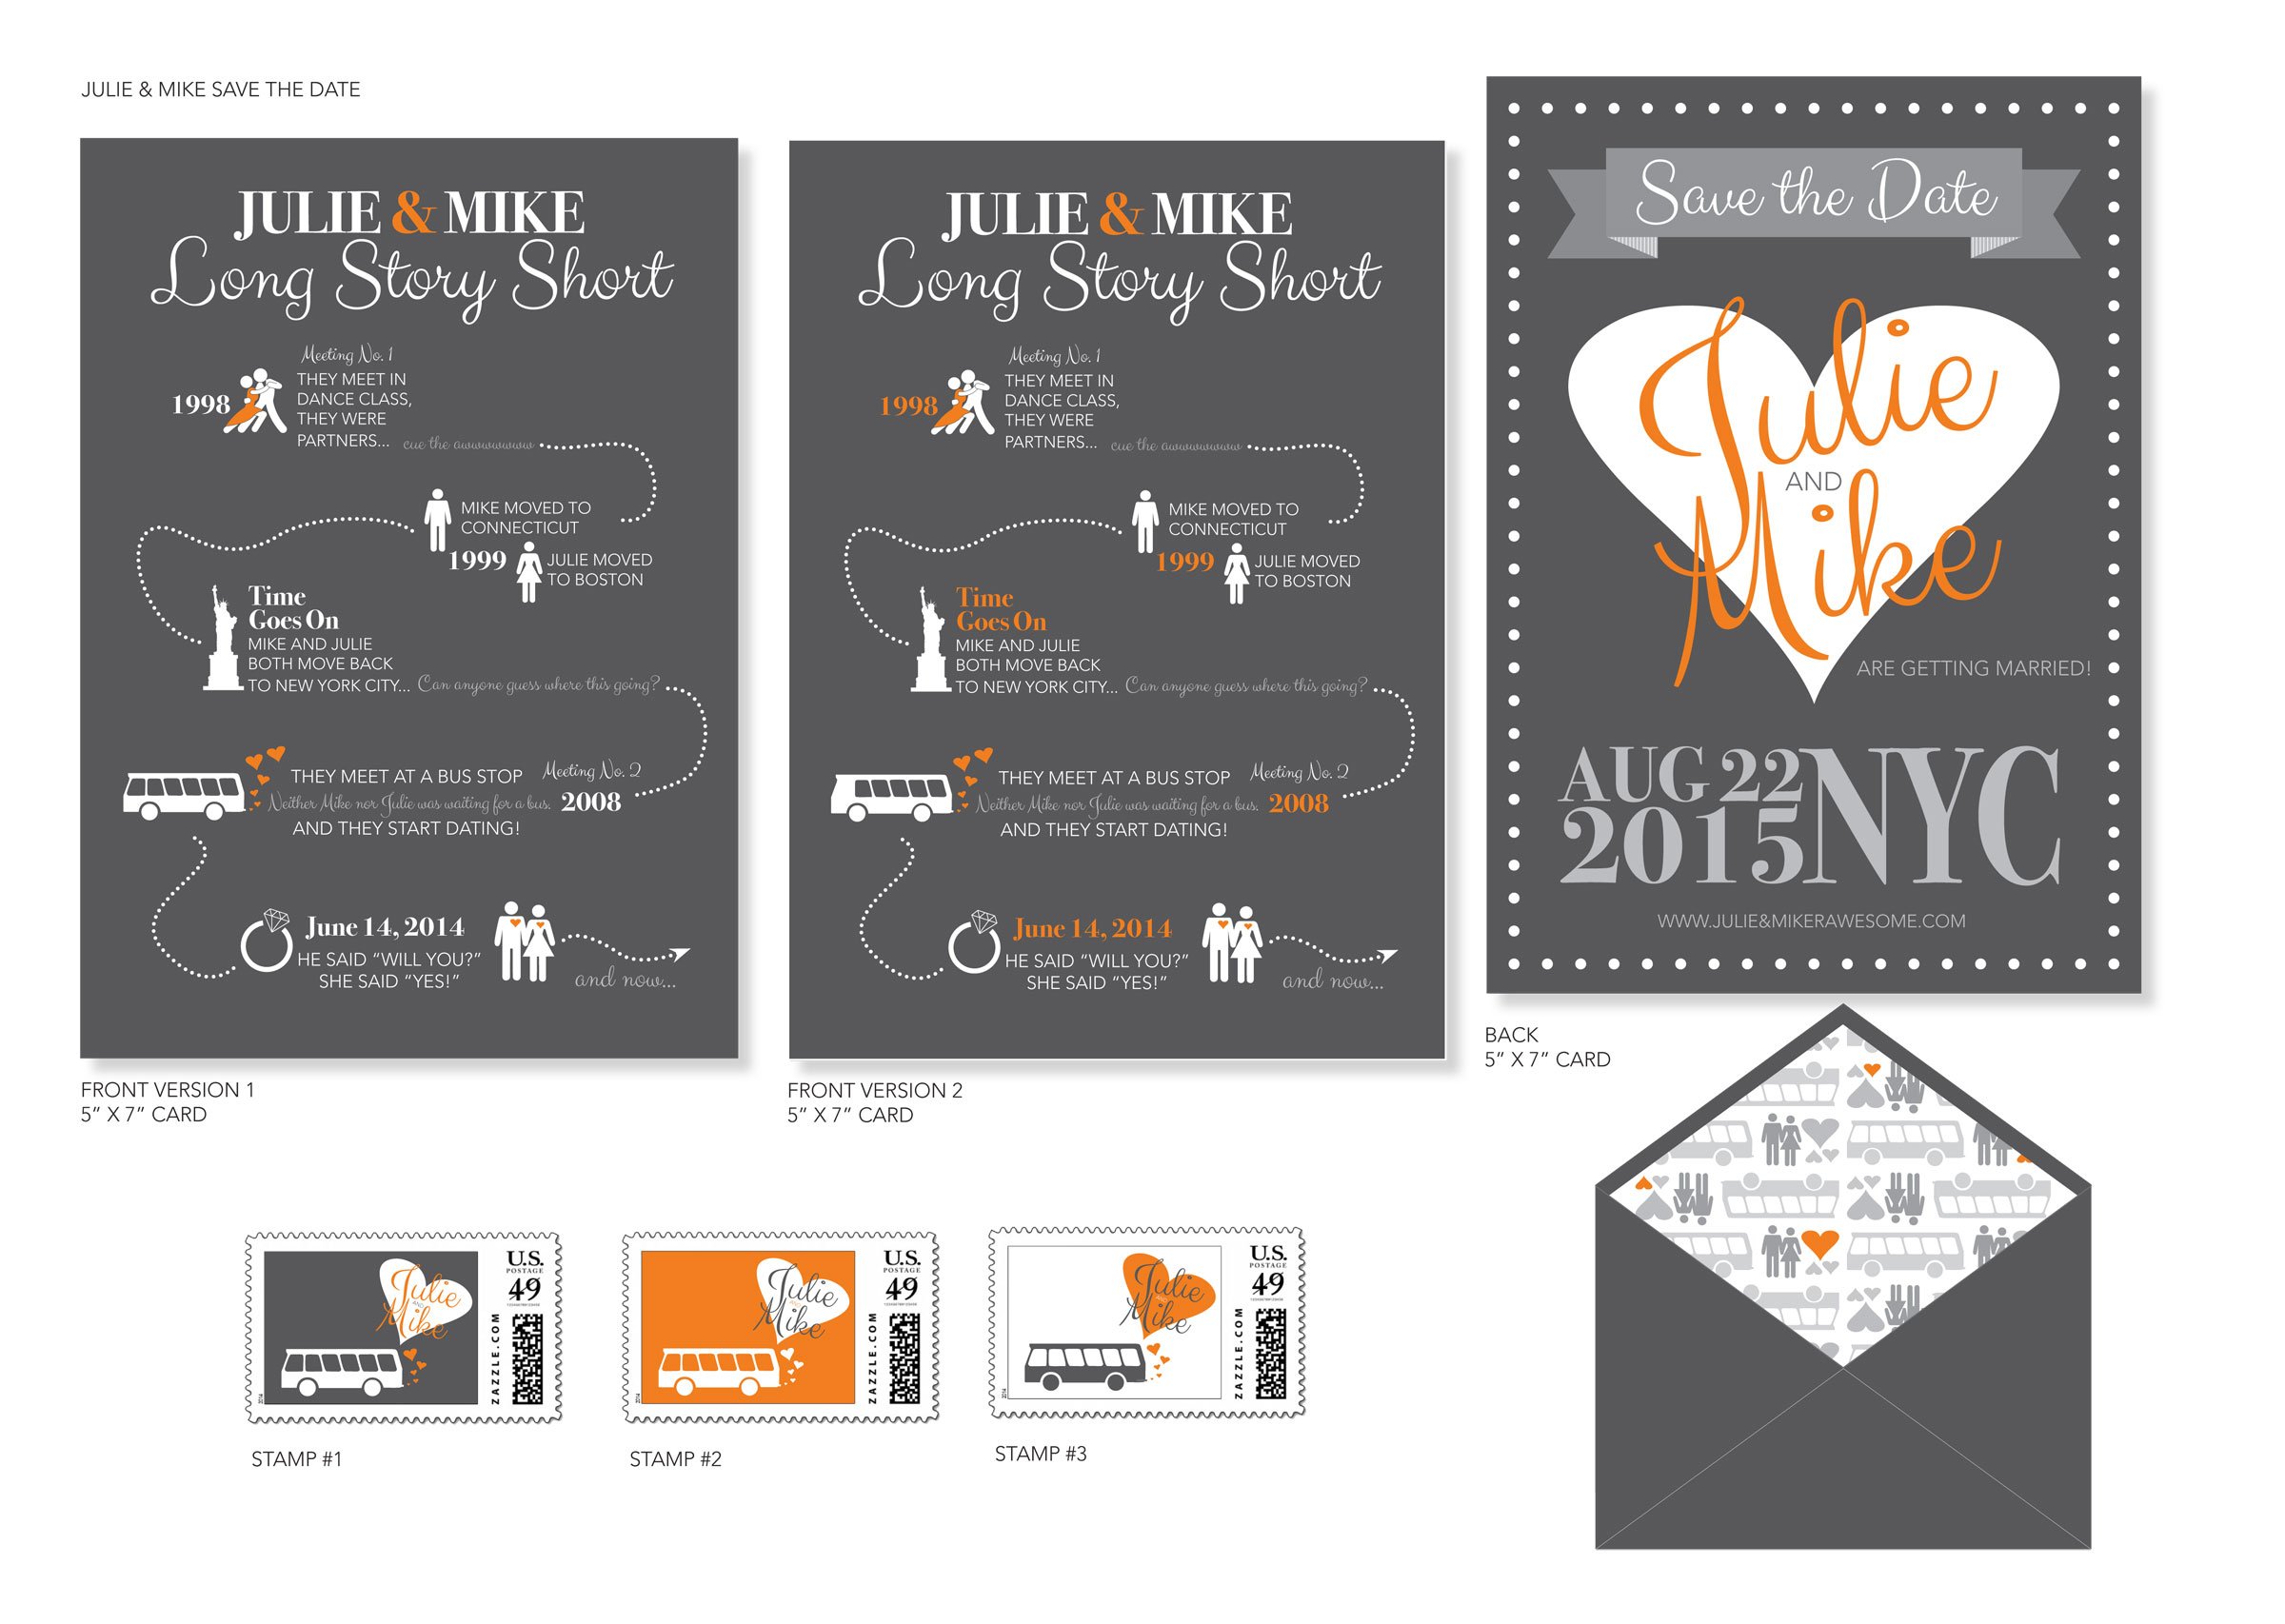 JULIE & MIKE SAVE THE DATE
JULIE & MIKE
Long Story Short
Meeting No. 1
1998
THEY MEET IN
DANCE CLASS,
THEY WERE
PARTNERS... cue the awwwwwwww
MIKE MOVED TO
CONNECTICUT
1999
JULIE MOVED
TO BOSTON
Time
Goes On
MIKE AND JULIE
BOTH MOVE BACK
TO NEW YORK CITY... Can anyone guess where this going?
THEY MEET AT A BUS STOP Meeting No. 2
Neither Mike nor Julie was waiting for a bus. 2008
AND THEY START DATING!
June 14, 2014
HE SAID “WILL YOU?”
SHE SAID “YES!”
and now...
FRONT VERSION 1
5” X 7” CARD
JULIE & MIKE
Long Story Short
Meeting No. 1
1998
THEY MEET IN
DANCE CLASS,
THEY WERE
PARTNERS... cue the awwwwwwww
MIKE MOVED TO
CONNECTICUT
1999
JULIE MOVED
TO BOSTON
Time
Goes On
MIKE AND JULIE
BOTH MOVE BACK
TO NEW YORK CITY... Can anyone guess where this going?
THEY MEET AT A BUS STOP Meeting No. 2
Neither Mike nor Julie was waiting for a bus. 2008
AND THEY START DATING!
June 14, 2014
HE SAID “WILL YOU?”
SHE SAID “YES!”
and now...
FRONT VERSION 2
5” X 7” CARD
Save the Date
Julie
AND
Mike
ARE GETTING MARRIED!
AUG 22
2015
NYC
WWW.JULIE&MIKERAWESOME.COM
BACK
5” X 7” CARD
Julie
AND
Mike
U.S.
POSTAGE
49
ZAZZLE.COM
2014
STAMP #1
Julie
AND
Mike
U.S.
POSTAGE
49
ZAZZLE.COM
2014
STAMP #2
Julie
AND
Mike
U.S.
POSTAGE
49
ZAZZLE.COM
2014
STAMP #3